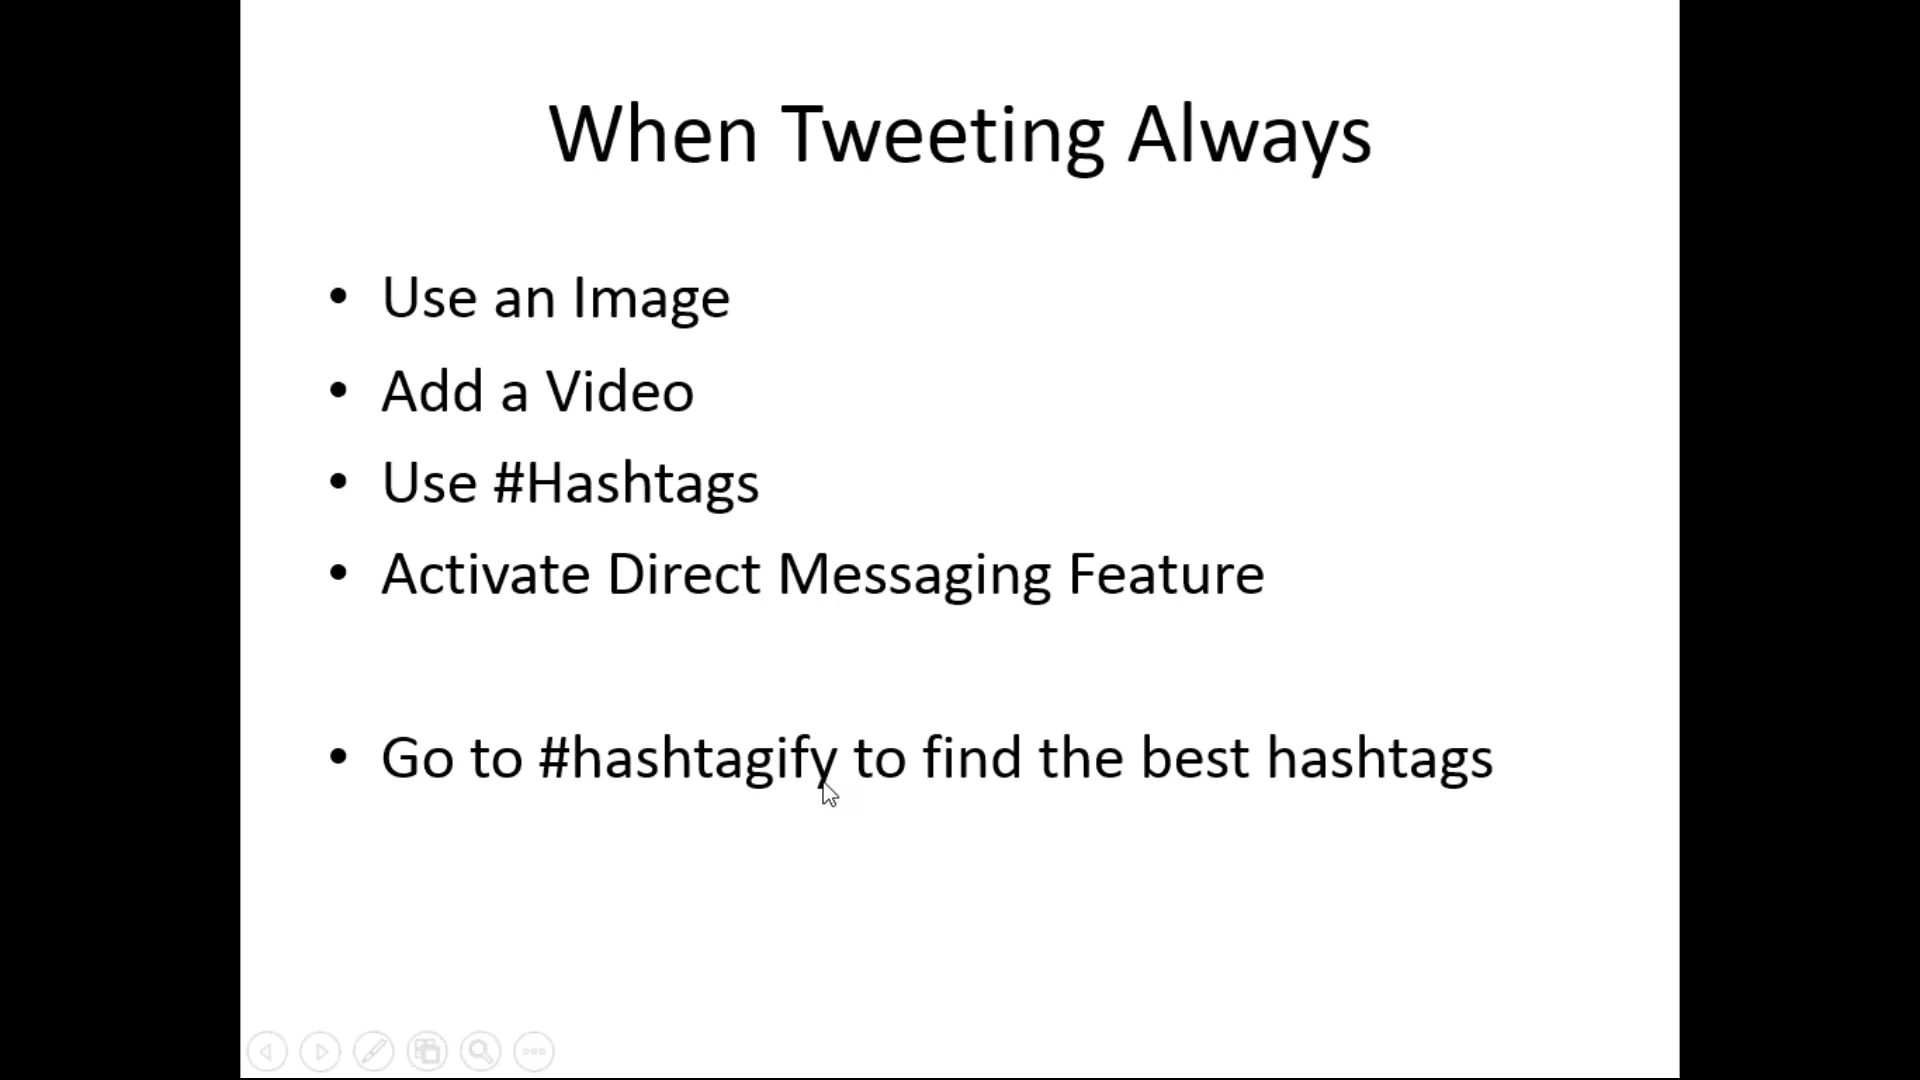 When Tweeting Always
• Use an Image
• Add a Video
• Use #Hashtags
• Activate Direct Messaging Feature
• Go to #hashtagify to find the best hashtags